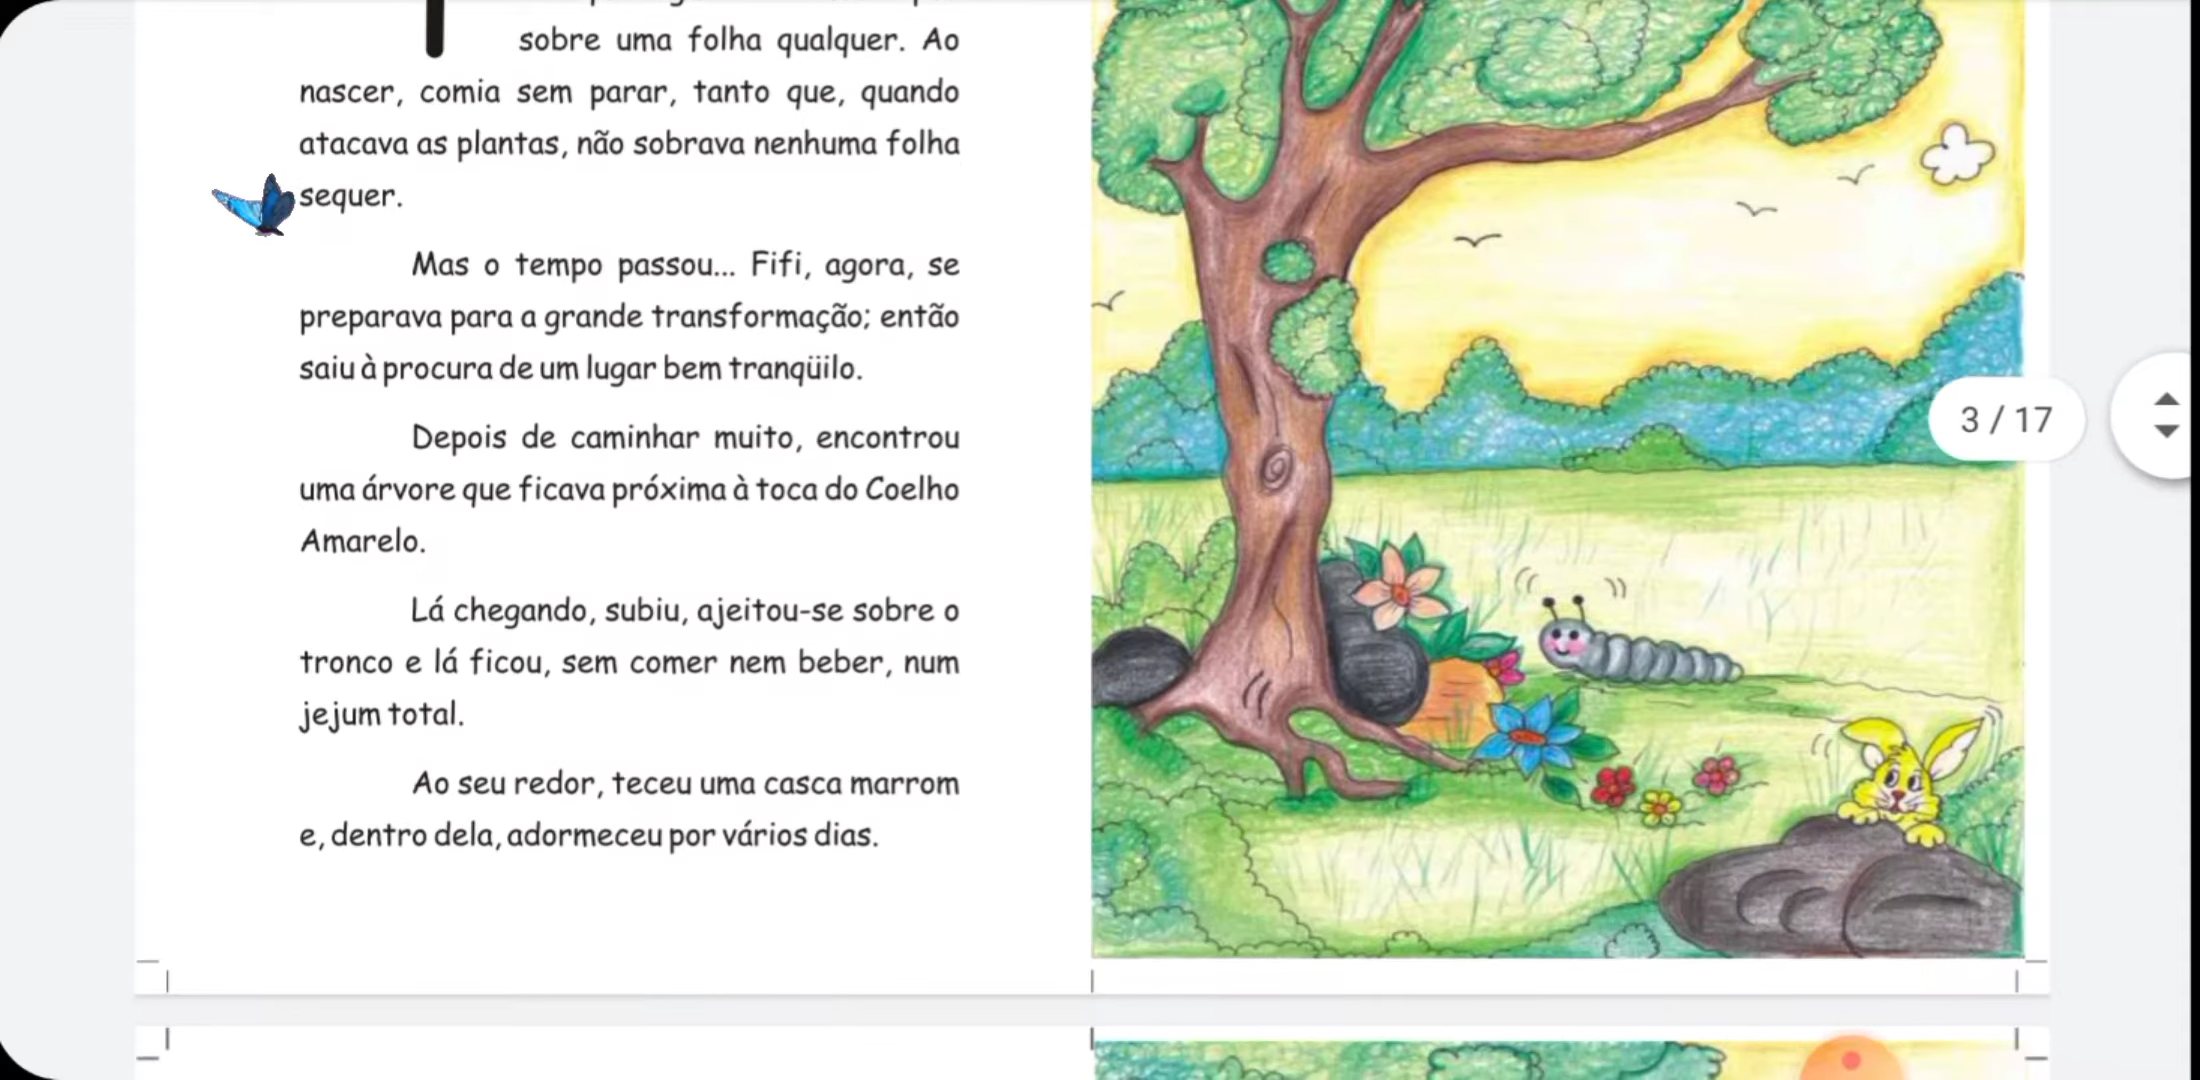 sobre uma folha qualquer. Ao
nascer, comia sem parar, tanto que, quando
atacava as plantas, não sobrava nenhuma folha
sequer.
Mas o tempo passou... Fifi, agora, se
preparava para a grande transformação; então
saiu à procura de um lugar bem tranqüilo.
Depois de caminhar muito, encontrou
uma árvore que ficava próxima à toca do Coelho
Amarelo.
Lá chegando, subiu, ajeitou-se sobre o
tronco e lá ficou, sem comer nem beber, num
jejum total.
Ao seu redor, teceu uma casca marrom
e, dentro dela, adormeceu por vários dias.
3 / 17